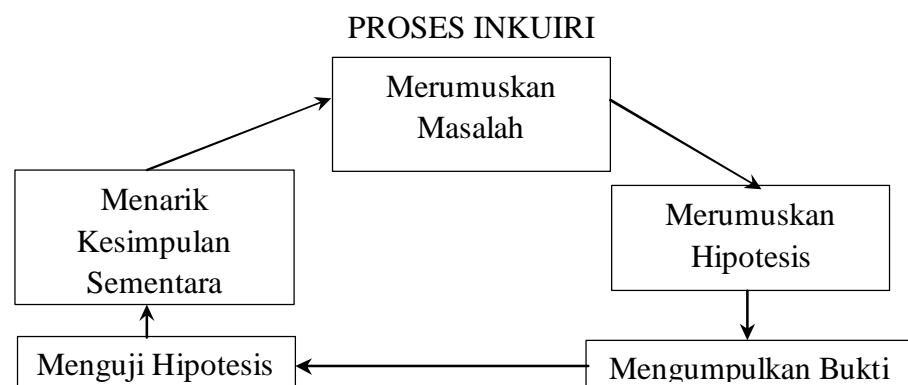 PROSES INKUIRI
Merumuskan
Masalah
Merumuskan
Hipotesis
Mengumpulkan Bukti
Menguji Hipotesis
Menarik
Kesimpulan
Sementara